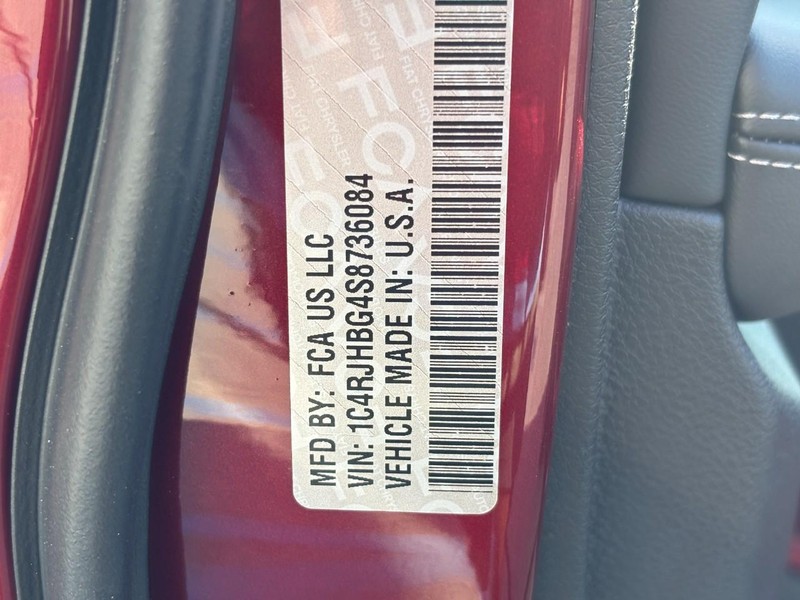 MFD BY: FCA US LLC
VIN: 1C4RJHBG4S8736084
VEHICLE MADE IN: U.S.A.